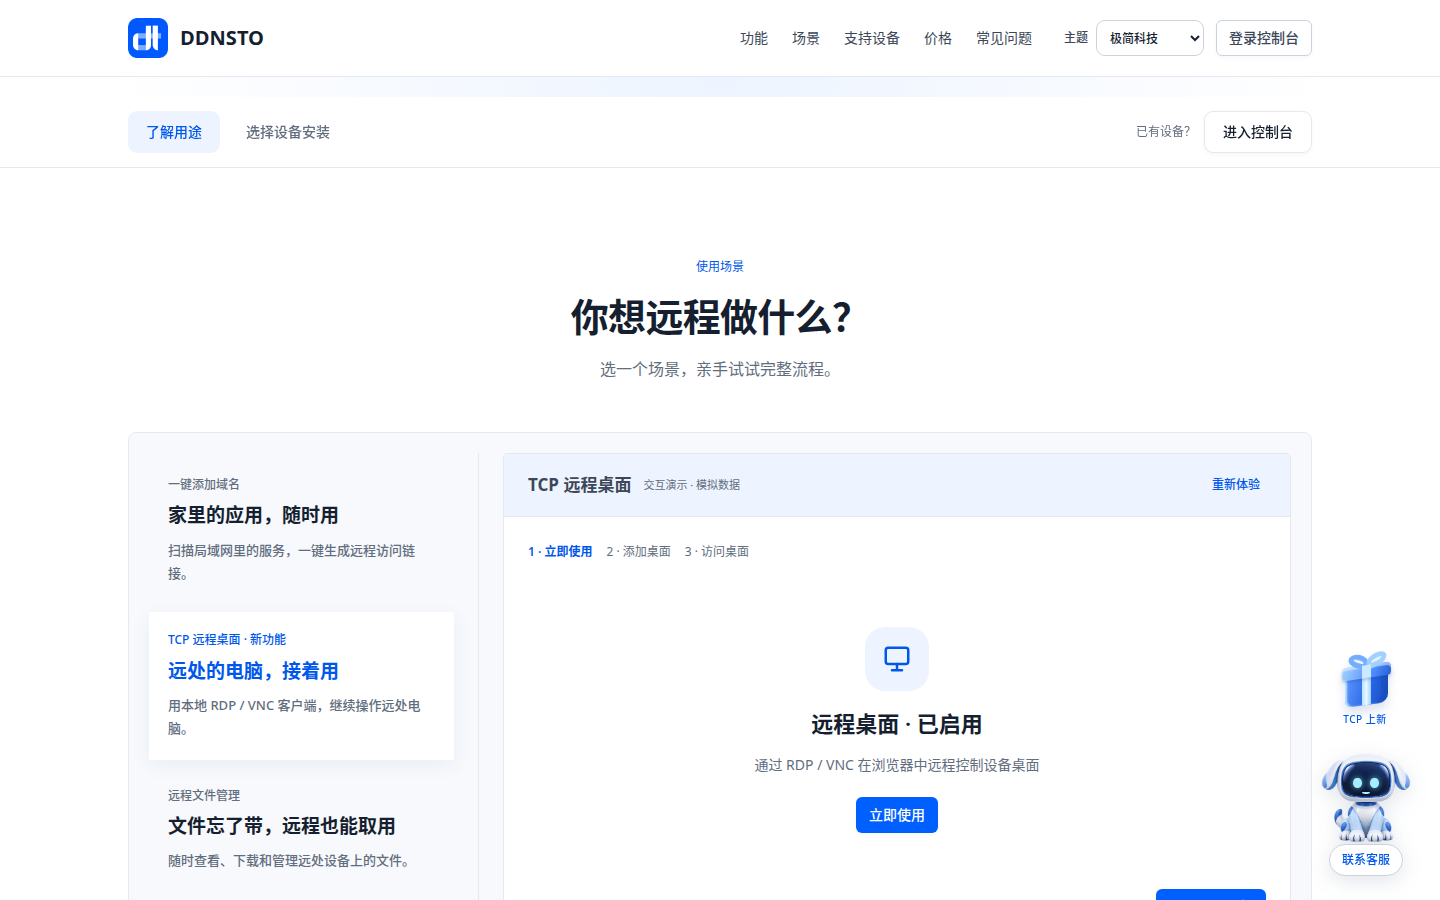 DDNSTO
功能 场景 支持设备 价格 常见问题 主题 极简科技 登录控制台
了解用途 选择设备安装 已有设备？ 进入控制台
使用场景
你想远程做什么？
选一个场景，亲手试试完整流程。
一键添加域名
家里的应用，随时用
扫描局域网里的服务，一键生成远程访问链
接。
TCP 远程桌面 · 新功能
远处的电脑，接着用
用本地 RDP / VNC 客户端，继续操作远处电
脑。
远程文件管理
文件忘了带，远程也能取用
随时查看、下载和管理远处设备上的文件。
TCP 远程桌面 交互演示 · 模拟数据 重新体验
1 · 立即使用 2 · 添加桌面 3 · 访问桌面
远程桌面 · 已启用
通过 RDP / VNC 在浏览器中远程控制设备桌面
立即使用
TCP 上新
联系客服